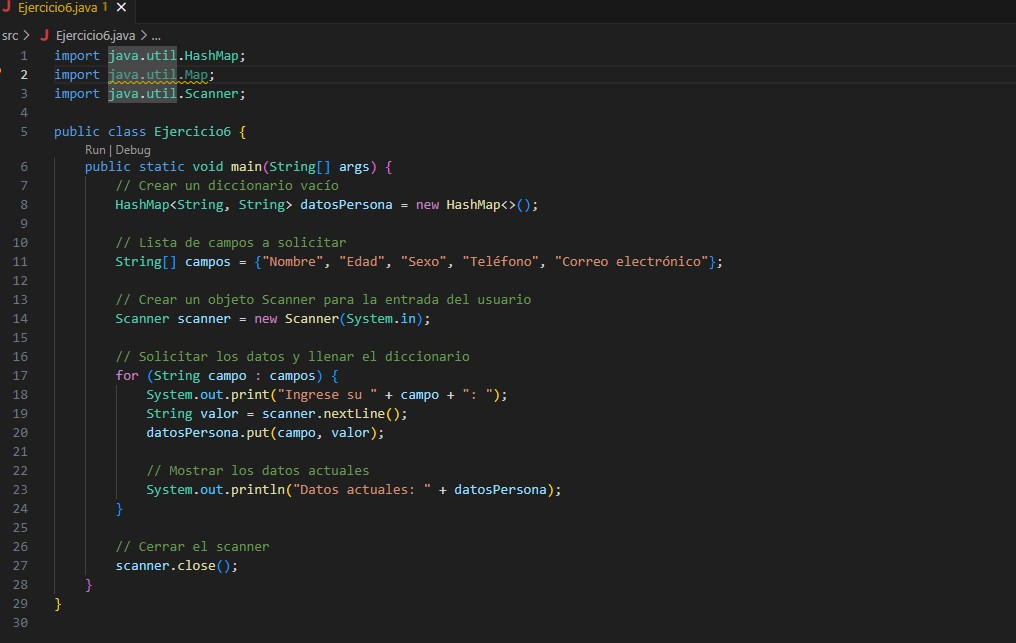 J Ejercicio6.java 1 ×
src > J Ejercicio6.java > ...
1 import java.util.HashMap;
2 import java.util.Map;
3 import java.util.Scanner;
4
5 public class Ejercicio6 {
Run | Debug
6     public static void main(String[] args) {
7         // Crear un diccionario vacío
8         HashMap<String, String> datosPersona = new HashMap<>();
9
10         // Lista de campos a solicitar
11         String[] campos = {"Nombre", "Edad", "Sexo", "Teléfono", "Correo electrónico"};
12
13         // Crear un objeto Scanner para la entrada del usuario
14         Scanner scanner = new Scanner(System.in);
15
16         // Solicitar los datos y llenar el diccionario
17         for (String campo : campos) {
18             System.out.print("Ingrese su " + campo + ": ");
19             String valor = scanner.nextLine();
20             datosPersona.put(campo, valor);
21
22             // Mostrar los datos actuales
23             System.out.println("Datos actuales: " + datosPersona);
24         }
25
26         // Cerrar el scanner
27         scanner.close();
28     }
29 }
30